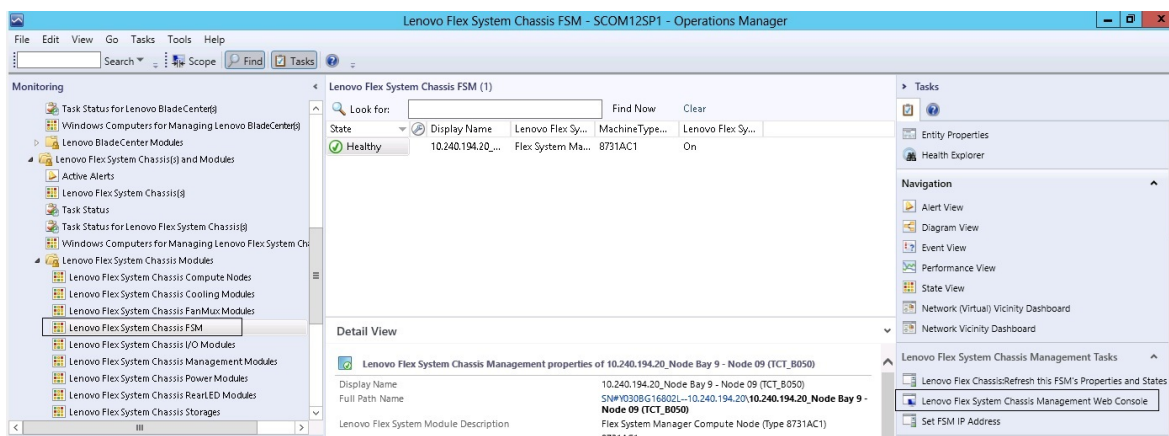 Lenovo Flex System Chassis FSM - SCOM12SP1 - Operations Manager
File Edit View Go Tasks Tools Help
Search Scope Find Tasks
Monitoring
Task Status for Lenovo BladeCenter(s)
Windows Computers for Managing Lenovo BladeCenter(s)
Lenovo BladeCenter Modules
Lenovo Flex System Chassis(s) and Modules
Active Alerts
Lenovo Flex System Chassis(s)
Task Status
Task Status for Lenovo Flex System Chassis(s)
Windows Computers for Managing Lenovo Flex System Ch
Lenovo Flex System Chassis Modules
Lenovo Flex System Chassis Compute Nodes
Lenovo Flex System Chassis Cooling Modules
Lenovo Flex System Chassis FanMux Modules
Lenovo Flex System Chassis FSM
Lenovo Flex System Chassis I/O Modules
Lenovo Flex System Chassis Management Modules
Lenovo Flex System Chassis Power Modules
Lenovo Flex System Chassis RearLED Modules
Lenovo Flex System Chassis Storages
Lenovo Flex System Chassis FSM (1)
Look for: Find Now Clear
State Display Name Lenovo Flex Sy... MachineType... Lenovo Flex Sy...
Healthy 10.240.194.20_... Flex System Ma... 8731AC1 On
Detail View
Lenovo Flex System Chassis Management properties of 10.240.194.20_Node Bay 9 - Node 09 (TCT_B050)
Display Name 10.240.194.20_Node Bay 9 - Node 09 (TCT_B050)
Full Path Name SN#Y030BG16802L--10.240.194.20\10.240.194.20_Node Bay 9 -
Node 09 (TCT_B050)
Lenovo Flex System Module Description Flex System Manager Compute Node (Type 8731AC1)
Tasks
Entity Properties
Health Explorer
Navigation
Alert View
Diagram View
Event View
Performance View
State View
Network (Virtual) Vicinity Dashboard
Network Vicinity Dashboard
Lenovo Flex System Chassis Management Tasks
Lenovo Flex Chassis:Refresh this FSM's Properties and States
Lenovo Flex System Chassis Management Web Console
Set FSM IP Address